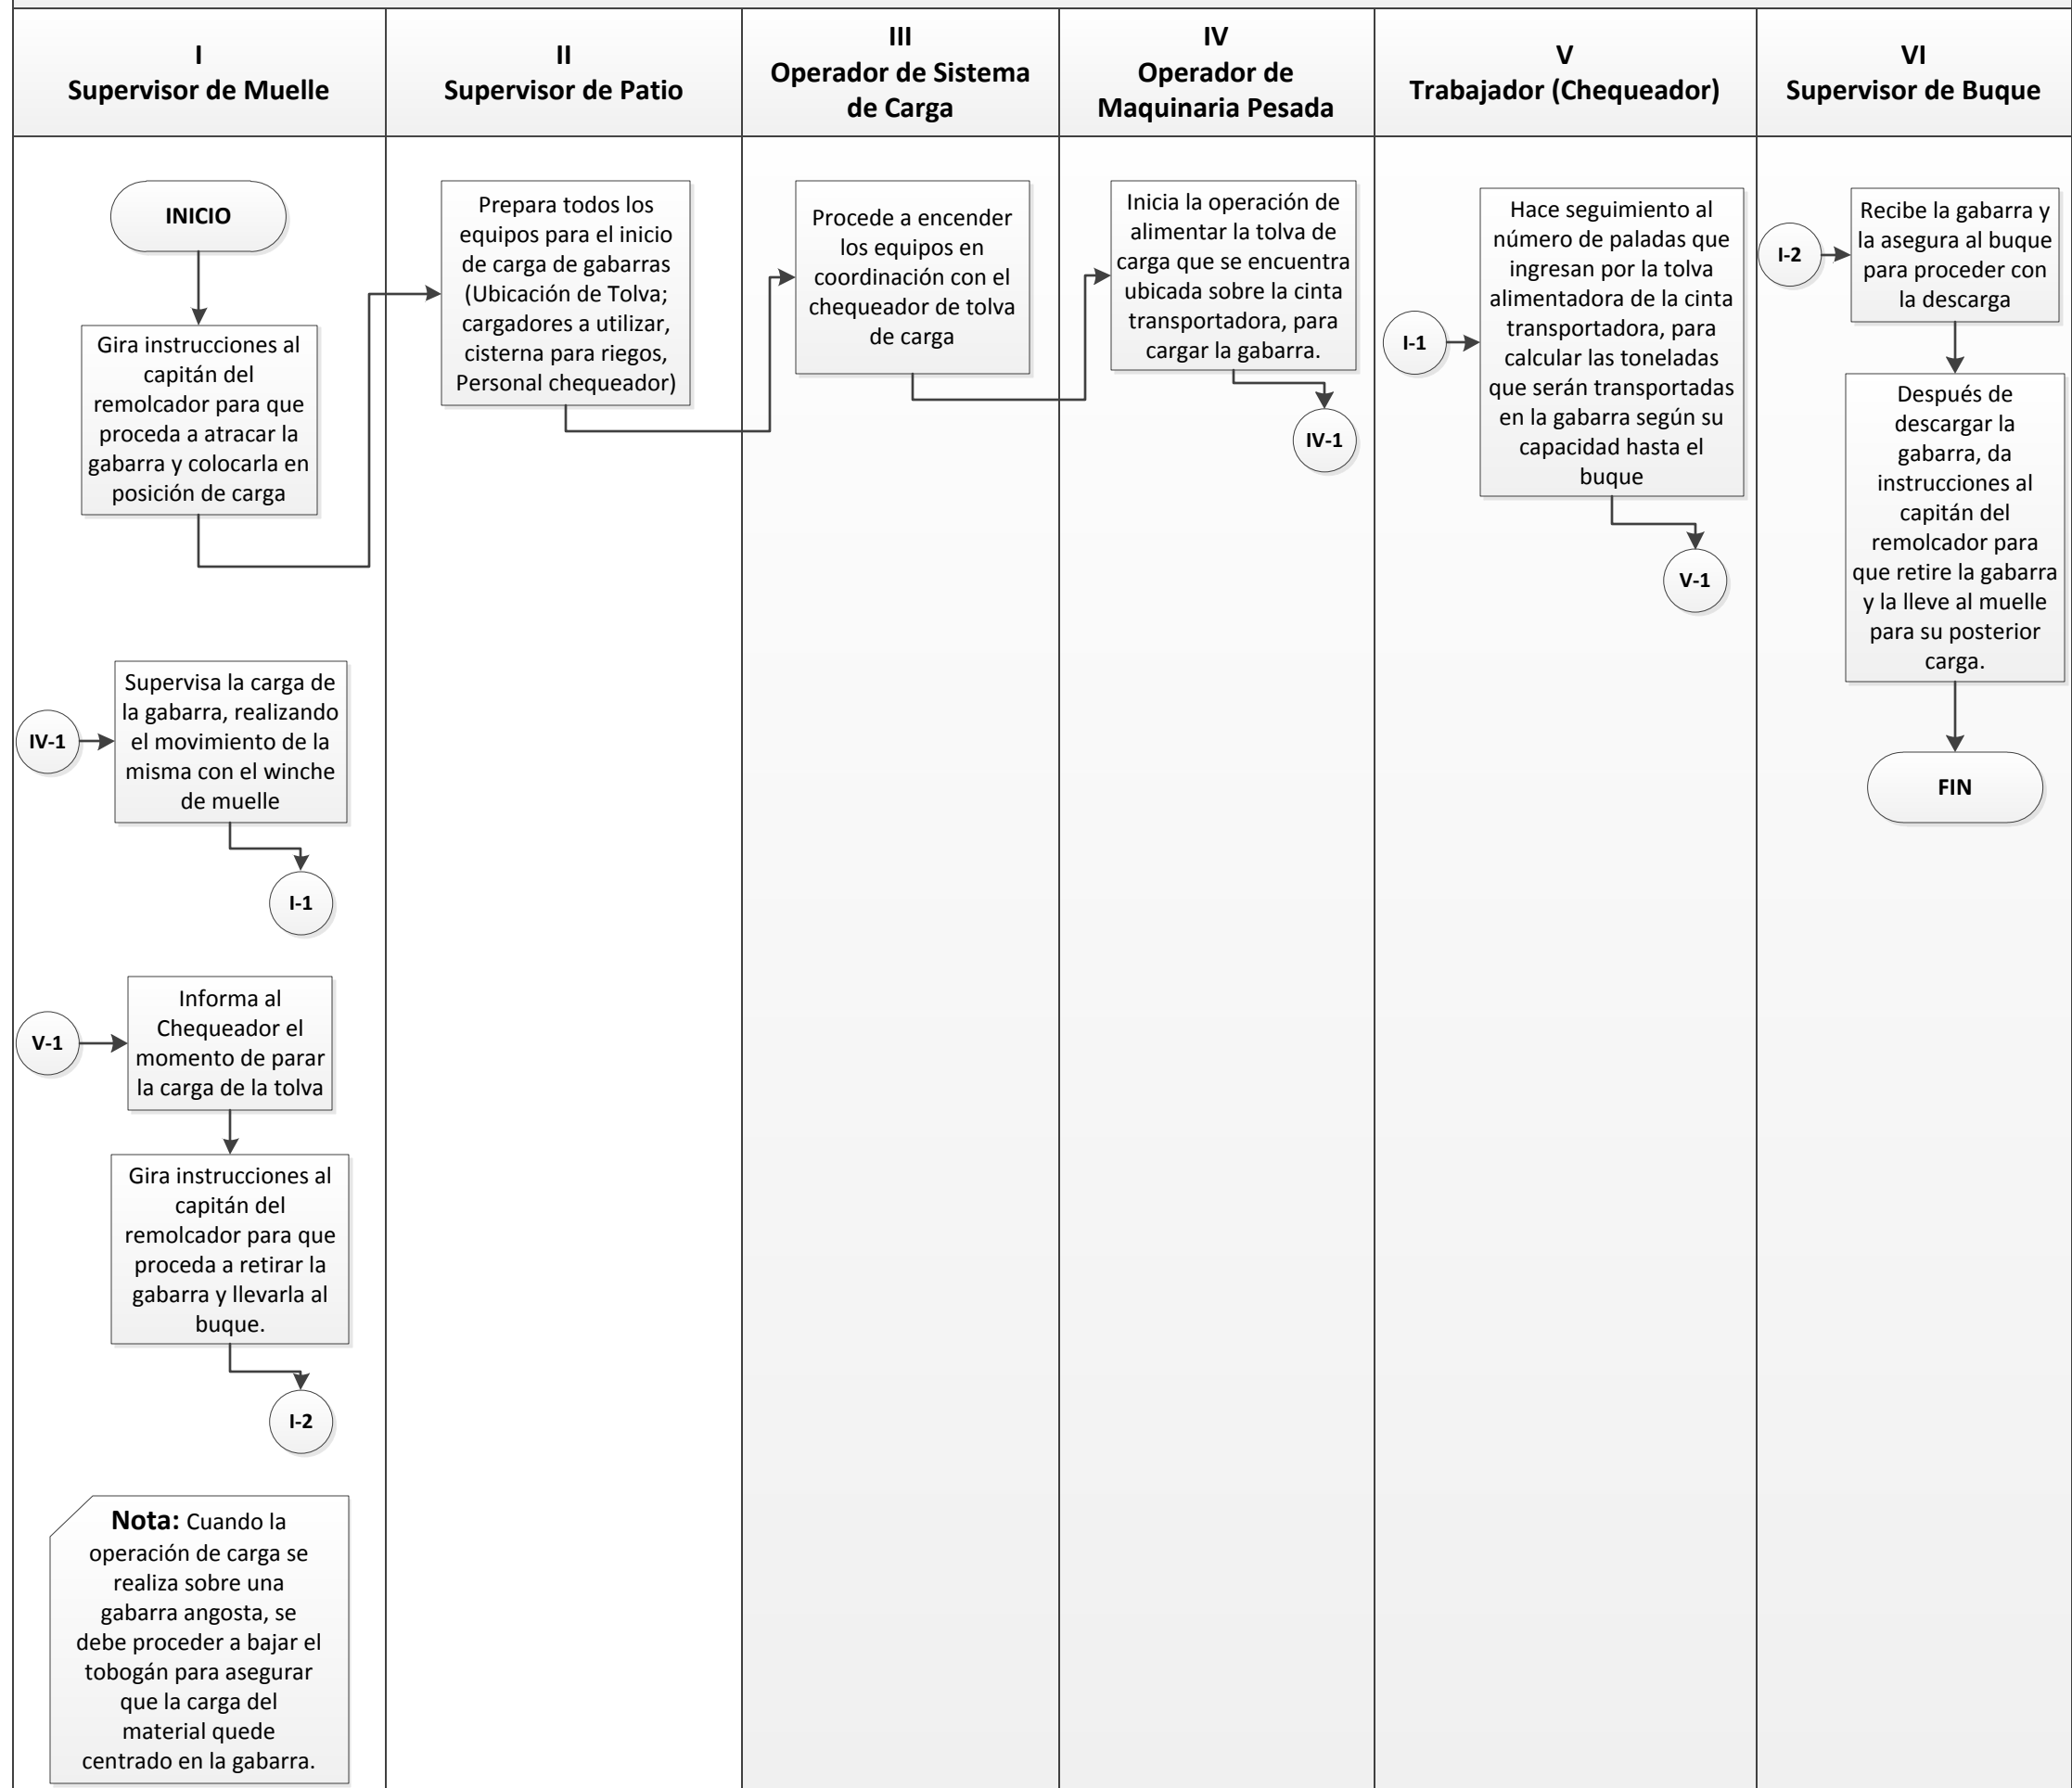 I
Supervisor de Muelle
II
Supervisor de Patio
III
Operador de Sistema
de Carga
IV
Operador de
Maquinaria Pesada
V
Trabajador (Chequeador)
VI
Supervisor de Buque
INICIO
Gira instrucciones al
capitán del
remolcador para que
proceda a atracar la
gabarra y colocarla en
posición de carga
IV-1
Supervisa la carga de
la gabarra, realizando
el movimiento de la
misma con el winche
de muelle
I-1
V-1
Informa al
Chequeador el
momento de parar
la carga de la tolva
Gira instrucciones al
capitán del
remolcador para que
proceda a retirar la
gabarra y llevarla al
buque.
I-2
Nota: Cuando la
operación de carga se
realiza sobre una
gabarra angosta, se
debe proceder a bajar el
tobogán para asegurar
que la carga del
material quede
centrado en la gabarra.
Prepara todos los
equipos para el inicio
de carga de gabarras
(Ubicación de Tolva;
cargadores a utilizar,
cisterna para riegos,
Personal chequeador)
Procede a encender
los equipos en
coordinación con el
chequeador de tolva
de carga
Inicia la operación de
alimentar la tolva de
carga que se encuentra
ubicada sobre la cinta
transportadora, para
cargar la gabarra.
IV-1
I-1
Hace seguimiento al
número de paladas que
ingresan por la tolva
alimentadora de la cinta
transportadora, para
calcular las toneladas
que serán transportadas
en la gabarra según su
capacidad hasta el
buque
V-1
I-2
Recibe la gabarra y
la asegura al buque
para proceder con
la descarga
Después de
descargar la
gabarra, da
instrucciones al
capitán del
remolcador para
que retire la gabarra
y la lleve al muelle
para su posterior
carga.
FIN